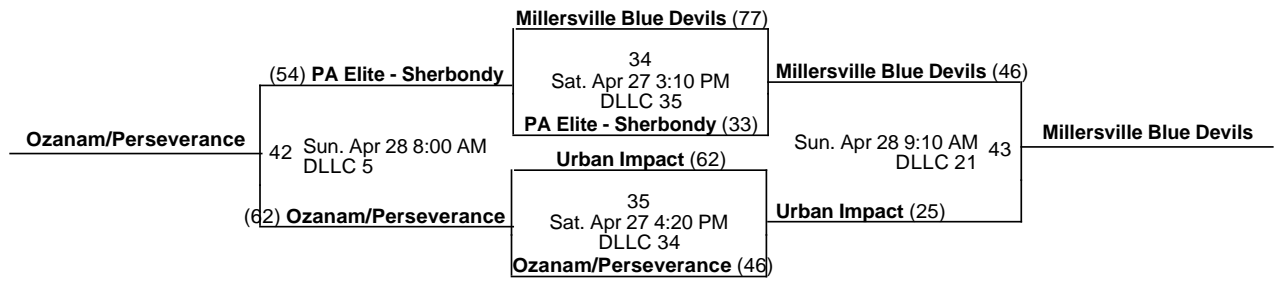 Millersville Blue Devils (77)
34
Sat. Apr 27 3:10 PM
DLLC 35
PA Elite - Sherbondy (33)
(54) PA Elite - Sherbondy
Millersville Blue Devils (46)
Ozanam/Perseverance
42 Sun. Apr 28 8:00 AM
DLLC 5
Sun. Apr 28 9:10 AM 43
DLLC 21
Millersville Blue Devils
Urban Impact (62)
35
Sat. Apr 27 4:20 PM
DLLC 34
Ozanam/Perseverance (46)
(62) Ozanam/Perseverance
Urban Impact (25)